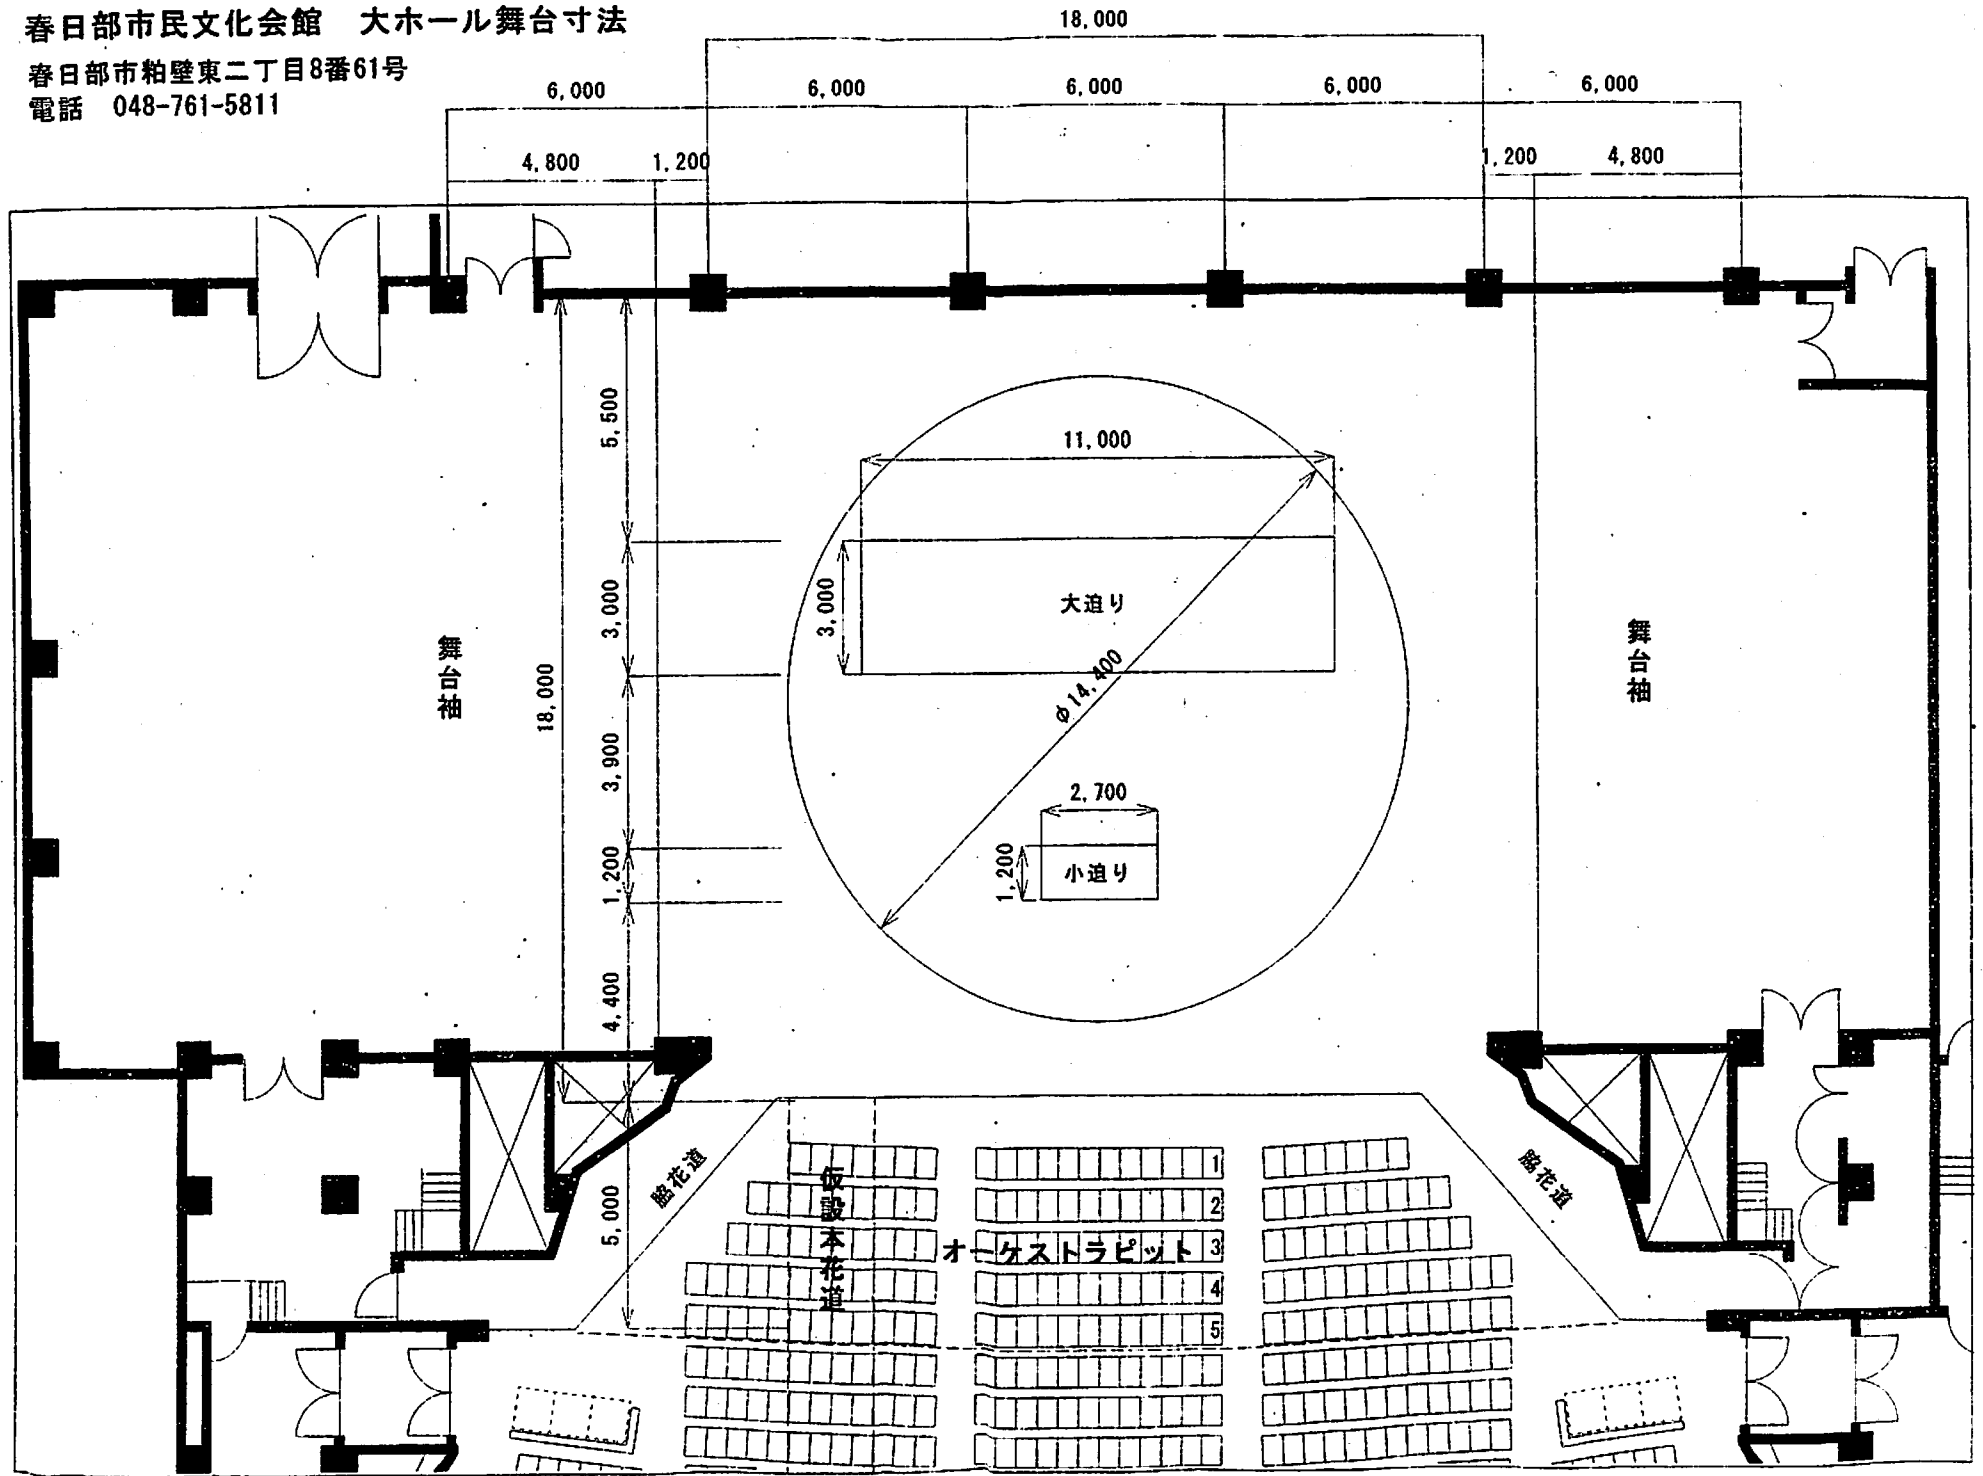 春日部市民文化会館　大ホール舞台寸法
春日部市粕壁東二丁目8番61号
電話　048-761-5811
18,000
6,000
6,000
6,000
6,000
6,000
4,800
1,200
1,200
4,800
5,500
11,000
3,000
3,000
大迫り
舞台袖
舞台袖
18,000
φ14,400
3,900
2,700
1,200
1,200
小迫り
4,400
脇花道
仮設本花道
脇花道
5,000
オーケストラピット
1
2
3
4
5